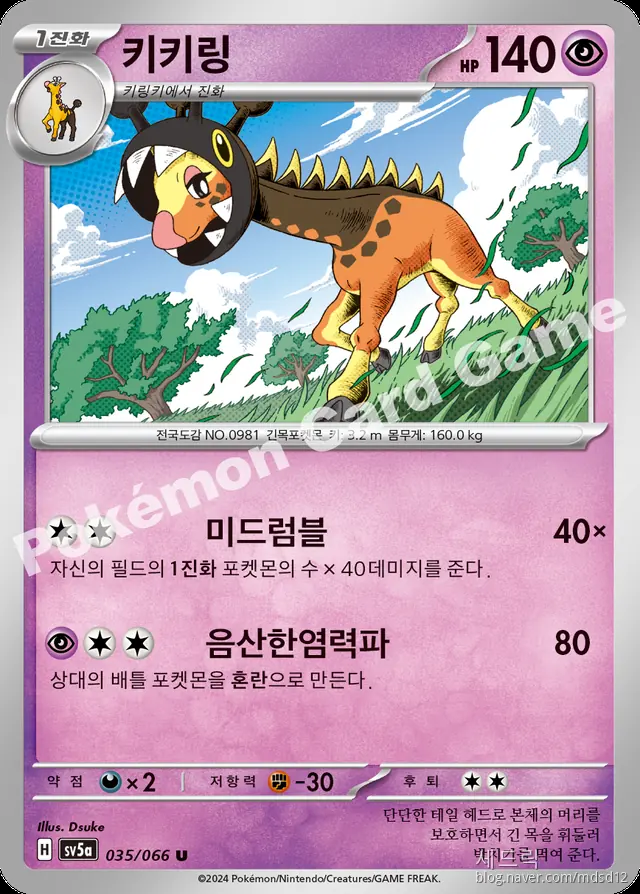 1진화
키키링
HP 140
키링키에서 진화
전국도감 NO.0981 긴목포켓몬 키: 3.2 m 몸무게: 160.0 kg
Pokémon Card Game
미드럼블 40×
자신의 필드의 1진화 포켓몬의 수 × 40데미지를 준다.
음산한염력파 80
상대의 배틀 포켓몬을 혼란으로 만든다.
약점 ×2 저항력 -30 후퇴
단단한 테일 헤드로 본체의 머리를
보호하면서 긴 목을 휘둘러
먹여 준다.
Illus. Dsuke
H sv5a 035/066 U
세드릭
blog.naver.com/mdsd12
©2024 Pokémon/Nintendo/Creatures/GAME FREAK.